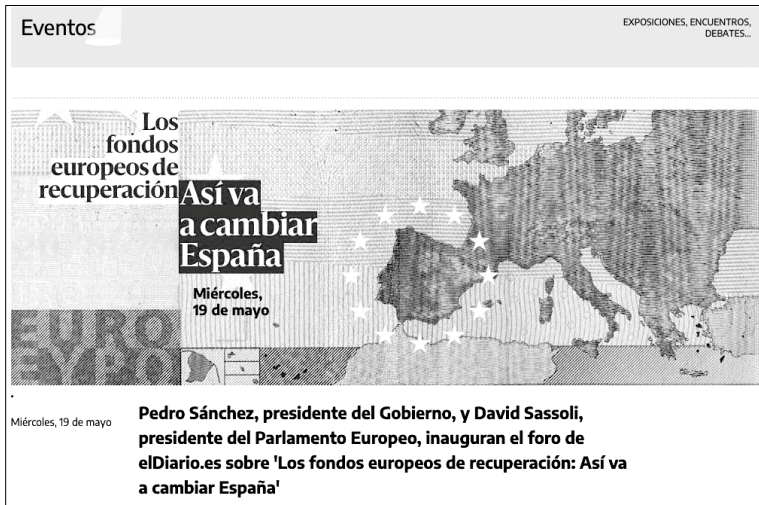 Eventos
EXPOSICIONES, ENCUENTROS,
DEBATES...
Los
fondos
europeos de
recuperación
Así va
a cambiar
España
Miércoles,
19 de mayo
EURO
EYPO
Miércoles, 19 de mayo
Pedro Sánchez, presidente del Gobierno, y David Sassoli,
presidente del Parlamento Europeo, inauguran el foro de
elDiario.es sobre 'Los fondos europeos de recuperación: Así va
a cambiar España'